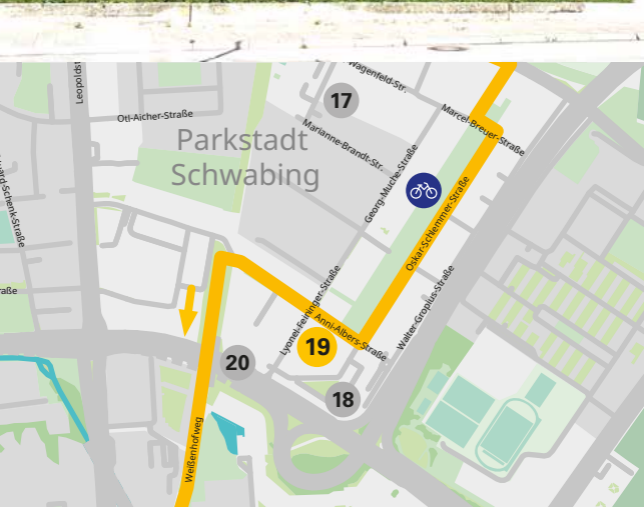 Wagenfeld-Str.
17
Otl-Aicher-Straße
Marcel-Breuer-Straße
Parkstadt
Schwabing
Marianne-Brandt-Str.
Georg-Muche-Straße
Oskar-Schlemmer-Straße
Lyonel-Feininger-Straße
Walter-Gropius-Straße
Anni-Albers-Straße
19
20
18
Weißenhofweg